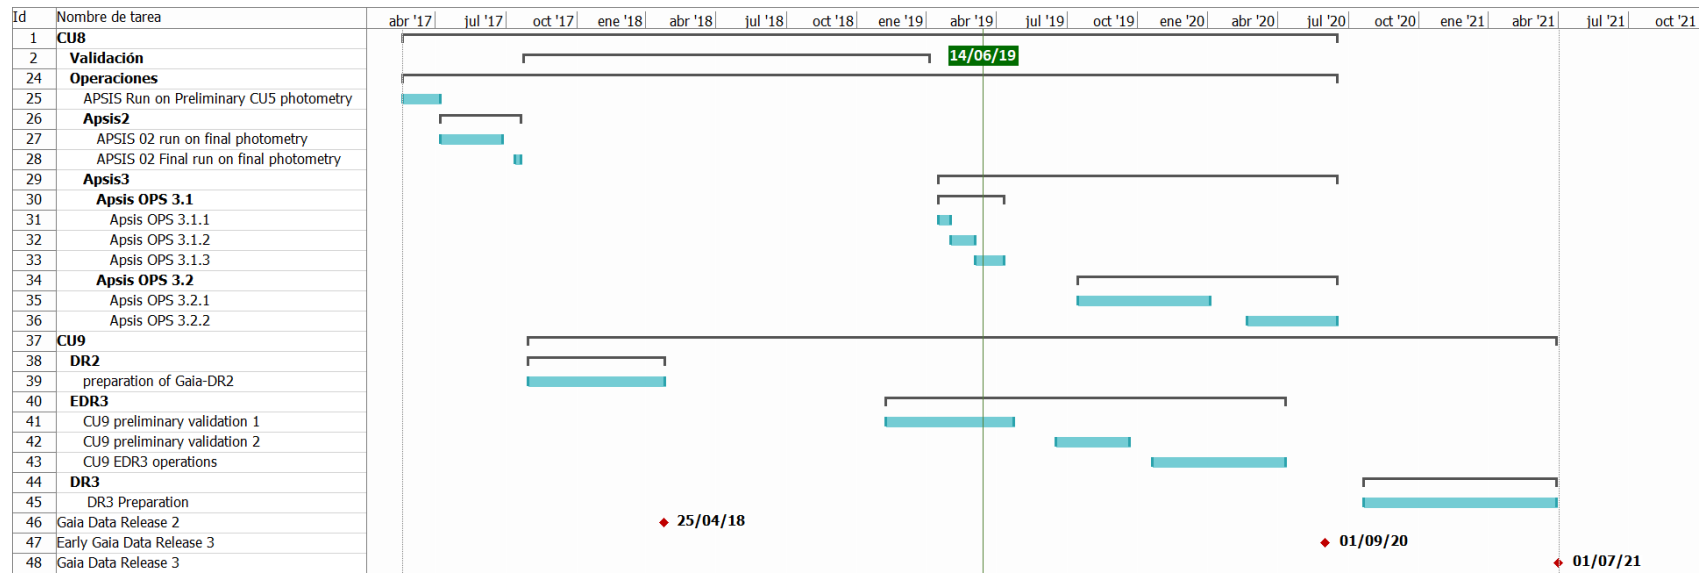 Id Nombre de tarea abr '17 jul '17 oct '17 ene '18 abr '18 jul '18 oct '18 ene '19 abr '19 jul '19 oct '19 ene '20 abr '20 jul '20 oct '20 ene '21 abr '21 jul '21 oct '21
1 CU8
2 Validación 14/06/19
24 Operaciones
25 APSIS Run on Preliminary CU5 photometry
26 Apsis2
27 APSIS 02 run on final photometry
28 APSIS 02 Final run on final photometry
29 Apsis3
30 Apsis OPS 3.1
31 Apsis OPS 3.1.1
32 Apsis OPS 3.1.2
33 Apsis OPS 3.1.3
34 Apsis OPS 3.2
35 Apsis OPS 3.2.1
36 Apsis OPS 3.2.2
37 CU9
38 DR2
39 preparation of Gaia-DR2
40 EDR3
41 CU9 preliminary validation 1
42 CU9 preliminary validation 2
43 CU9 EDR3 operations
44 DR3
45 DR3 Preparation
46 Gaia Data Release 2 25/04/18
47 Early Gaia Data Release 3 01/09/20
48 Gaia Data Release 3 01/07/21